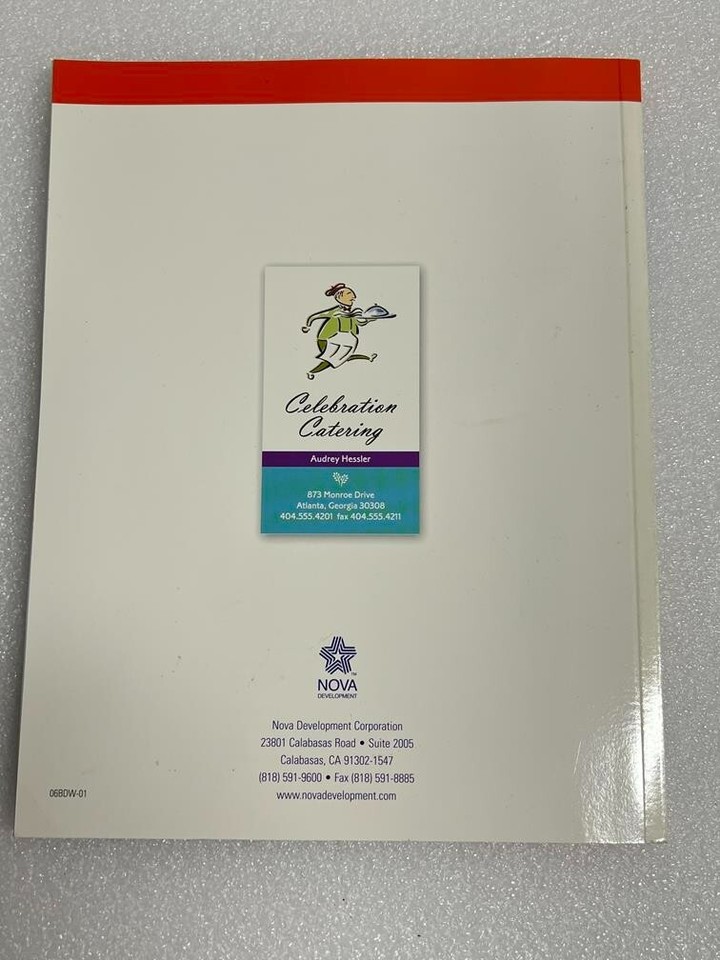 Celebration
Catering
Audrey Hessler
873 Monroe Drive
Atlanta, Georgia 30308
404.555.4201 fax 404.555.4211
NOVA
DEVELOPMENT
Nova Development Corporation
23801 Calabasas Road • Suite 2005
Calabasas, CA 91302-1547
(818) 591-9600 • Fax (818) 591-8885
www.novadevelopment.com
06BDW-01